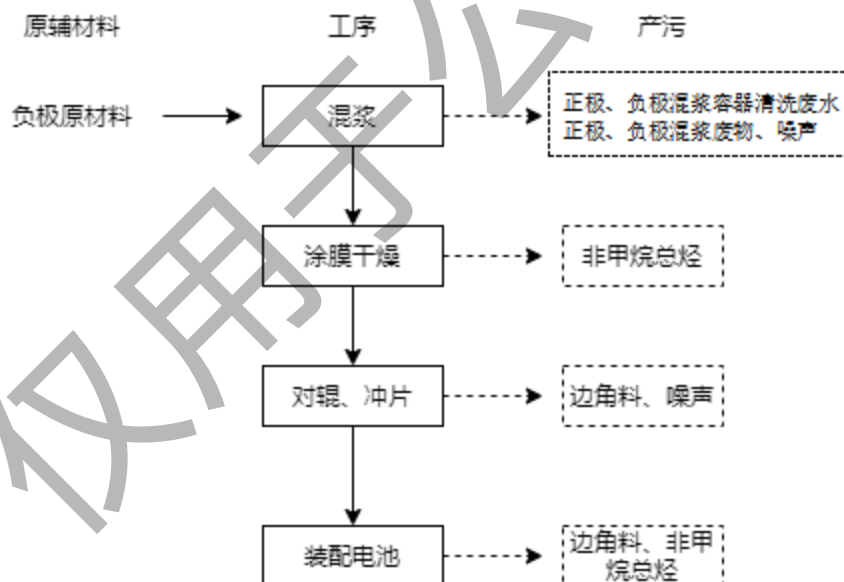 原辅材料
工序
产污
负极原材料
混浆
正极、负极混浆容器清洗废水
正极、负极混浆废物、噪声
涂膜干燥
非甲烷总烃
对辊、冲片
边角料、噪声
装配电池
边角料、非甲
烷总烃
仅用于公